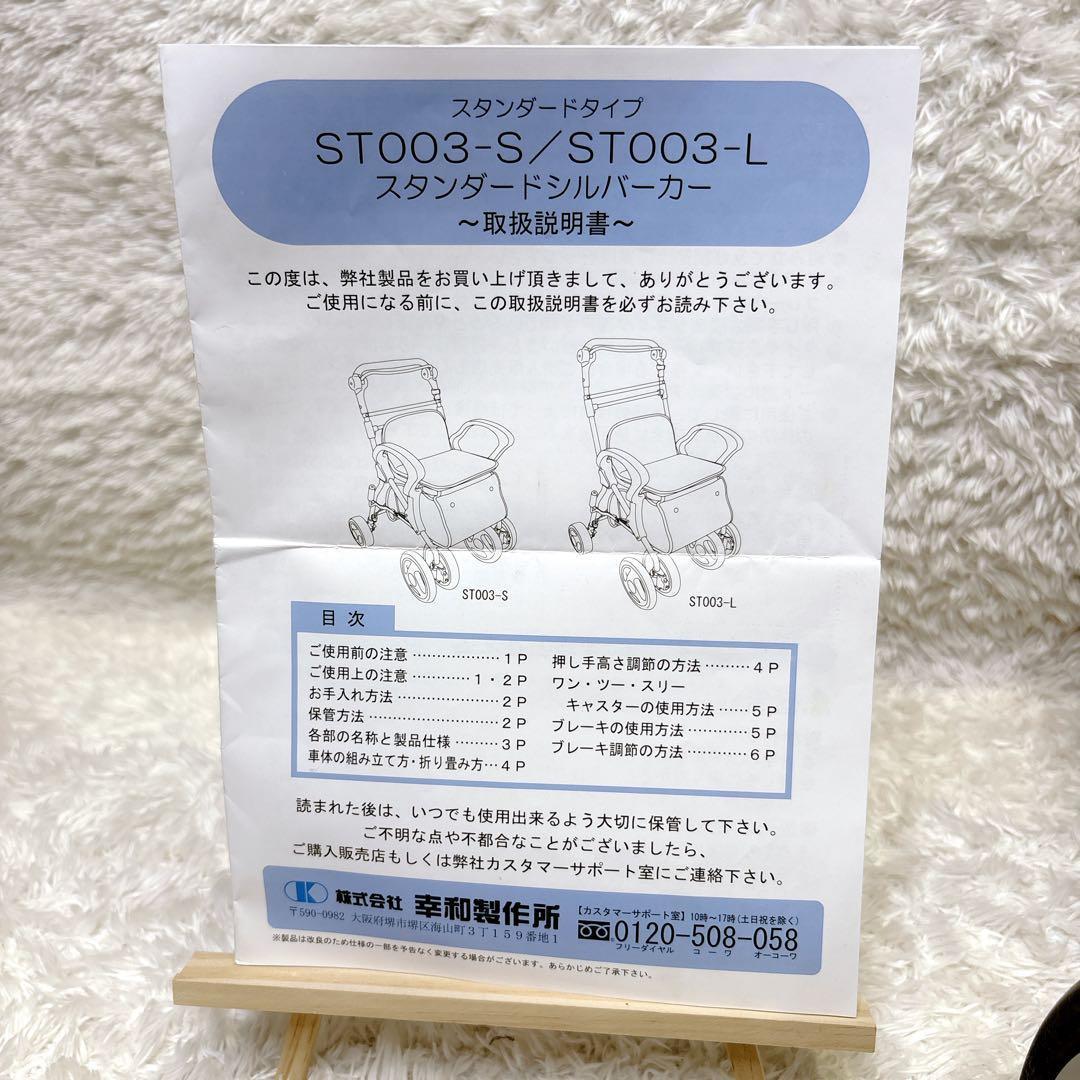 スタンダードタイプ
ST003-S／ST003-L
スタンダードシルバーカー
～取扱説明書～
この度は、弊社製品をお買い上げ頂きまして、ありがとうございます。
ご使用になる前に、この取扱説明書を必ずお読み下さい。
ST003-S
ST003-L
目 次
ご使用前の注意 ……………… 1P
ご使用上の注意 ………… 1・2P
お手入れ方法 ………………… 2P
保管方法 ……………………… 2P
各部の名称と製品仕様 ……… 3P
車体の組み立て方・折り畳み方… 4P
押し手高さ調節の方法 ……… 4P
ワン・ツー・スリー
キャスターの使用方法 …… 5P
ブレーキの使用方法 ………… 5P
ブレーキ調節の方法 ………… 6P
読まれた後は、いつでも使用出来るよう大切に保管して下さい。
ご不明な点や不都合なことがございましたら、
ご購入販売店もしくは弊社カスタマーサポート室にご連絡下さい。
K 株式会社 幸和製作所
〒590-0982 大阪府堺市堺区海山町3丁159番地1
【カスタマーサポート室】10時～17時(土日祝を除く)
0120-508-058
フリーダイヤル コーワ オーコーワ
※製品は改良のため仕様の一部を予告なく変更する場合がございます。あらかじめご了承下さい。